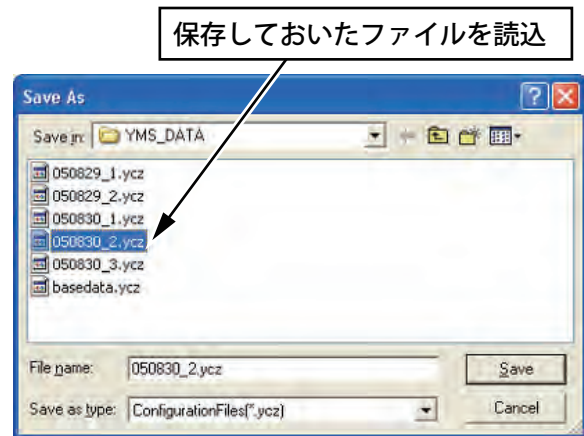 保存しておいたファイルを読込
Save As
Save in: YMS_DATA
050829_1.ycz
050829_2.ycz
050830_1.ycz
050830_2.ycz
050830_3.ycz
basedata.ycz
File name: 050830_2.ycz Save
Save as type: ConfigurationFiles(*.ycz) Cancel